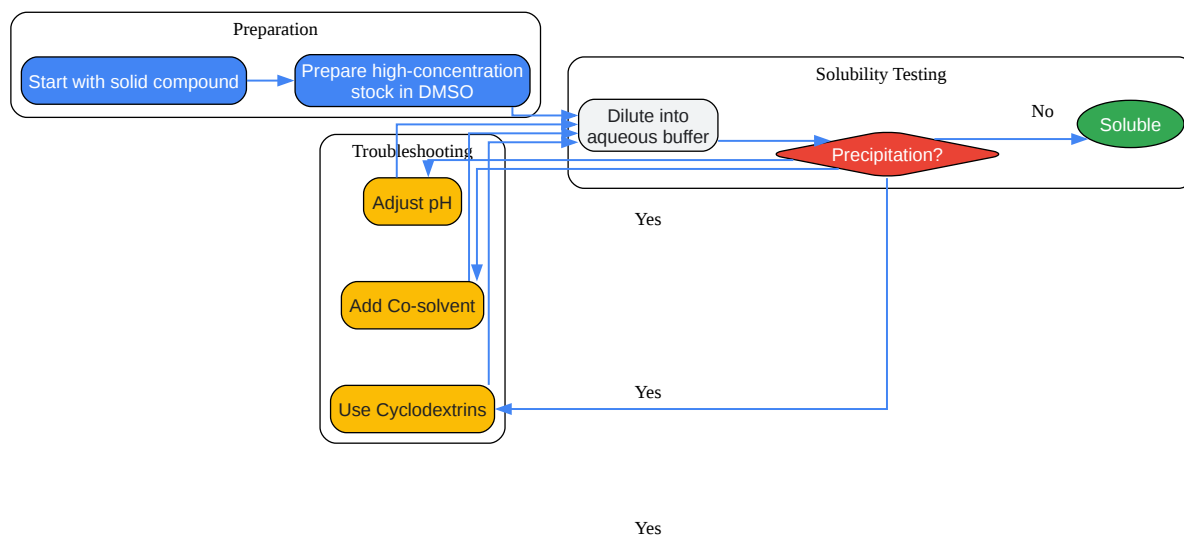 Preparation
Start with solid compound
Prepare high-concentration
stock in DMSO
Solubility Testing
Dilute into
aqueous buffer
Precipitation?
No
Soluble
Troubleshooting
Adjust pH
Yes
Add Co-solvent
Yes
Use Cyclodextrins
Yes